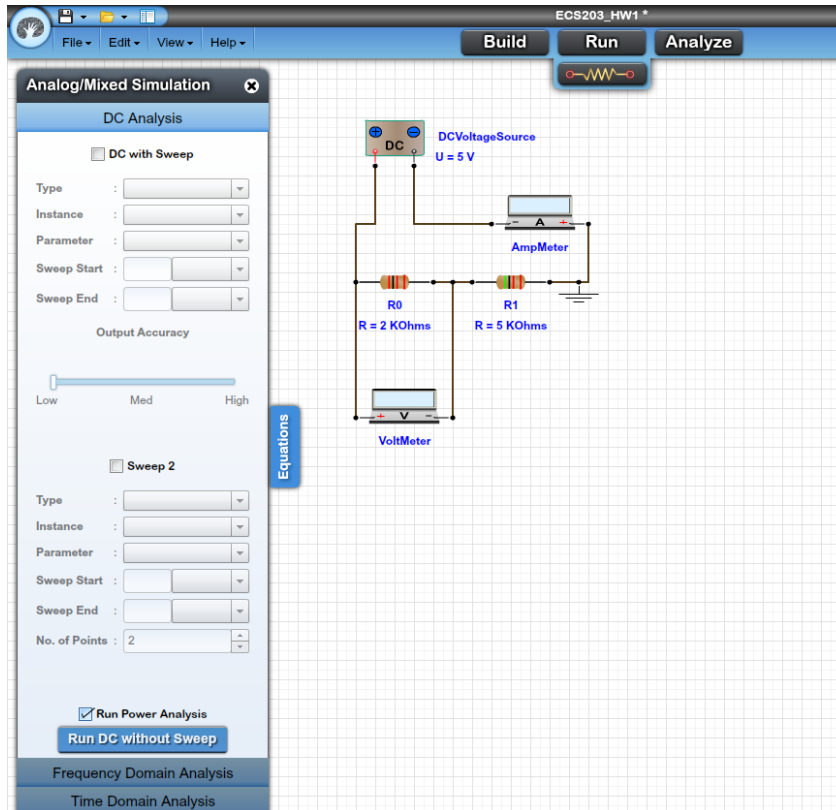 ECS203_HW1 *
File Edit View Help
Build Run Analyze
Analog/Mixed Simulation
DC Analysis
DC with Sweep
Type :
Instance :
Parameter :
Sweep Start :
Sweep End :
Output Accuracy
Low Med High
Sweep 2
Type :
Instance :
Parameter :
Sweep Start :
Sweep End :
No. of Points : 2
Run Power Analysis
Run DC without Sweep
Frequency Domain Analysis
Time Domain Analysis
Equations
+ −
DC
DCVoltageSource
U = 5 V
− A +
AmpMeter
R0
R = 2 KOhms
R1
R = 5 KOhms
+ V −
VoltMeter